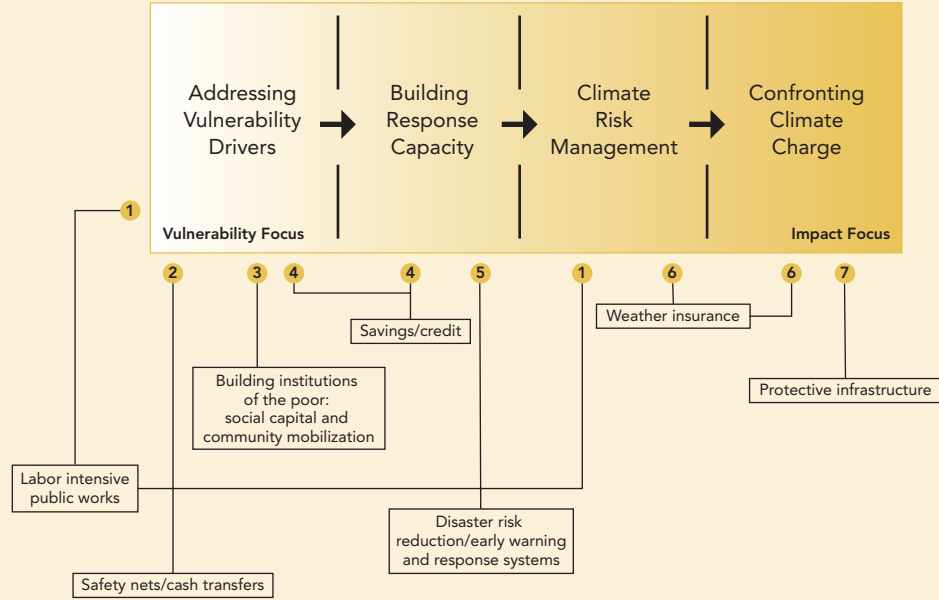 Addressing
Vulnerability
Drivers
Building
Response
Capacity
Climate
Risk
Management
Confronting
Climate
Charge
Vulnerability Focus
Impact Focus
1
2
3
4
4
5
1
6
6
7
Savings/credit
Weather insurance
Building institutions
of the poor:
social capital and
community mobilization
Protective infrastructure
Labor intensive
public works
Disaster risk
reduction/early warning
and response systems
Safety nets/cash transfers